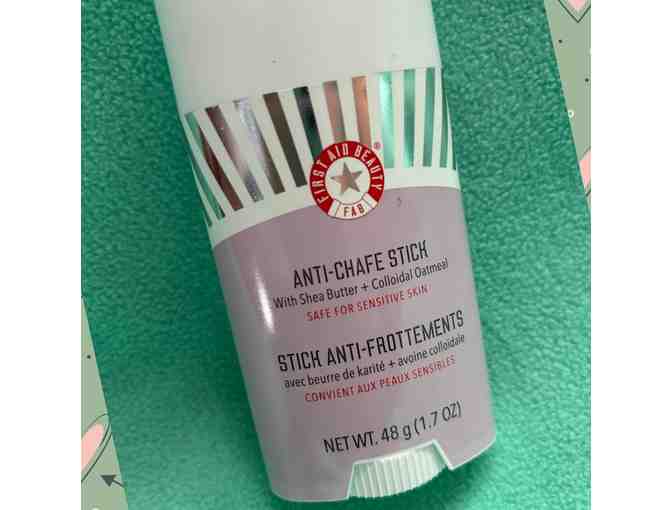 FIRST AID BEAUTY®
FAB
ANTI-CHAFE STICK
With Shea Butter + Colloidal Oatmeal
SAFE FOR SENSITIVE SKIN
STICK ANTI-FROTTEMENTS
avec beurre de karité + avoine colloïdale
CONVIENT AUX PEAUX SENSIBLES
NET WT. 48 g (1.7 OZ)